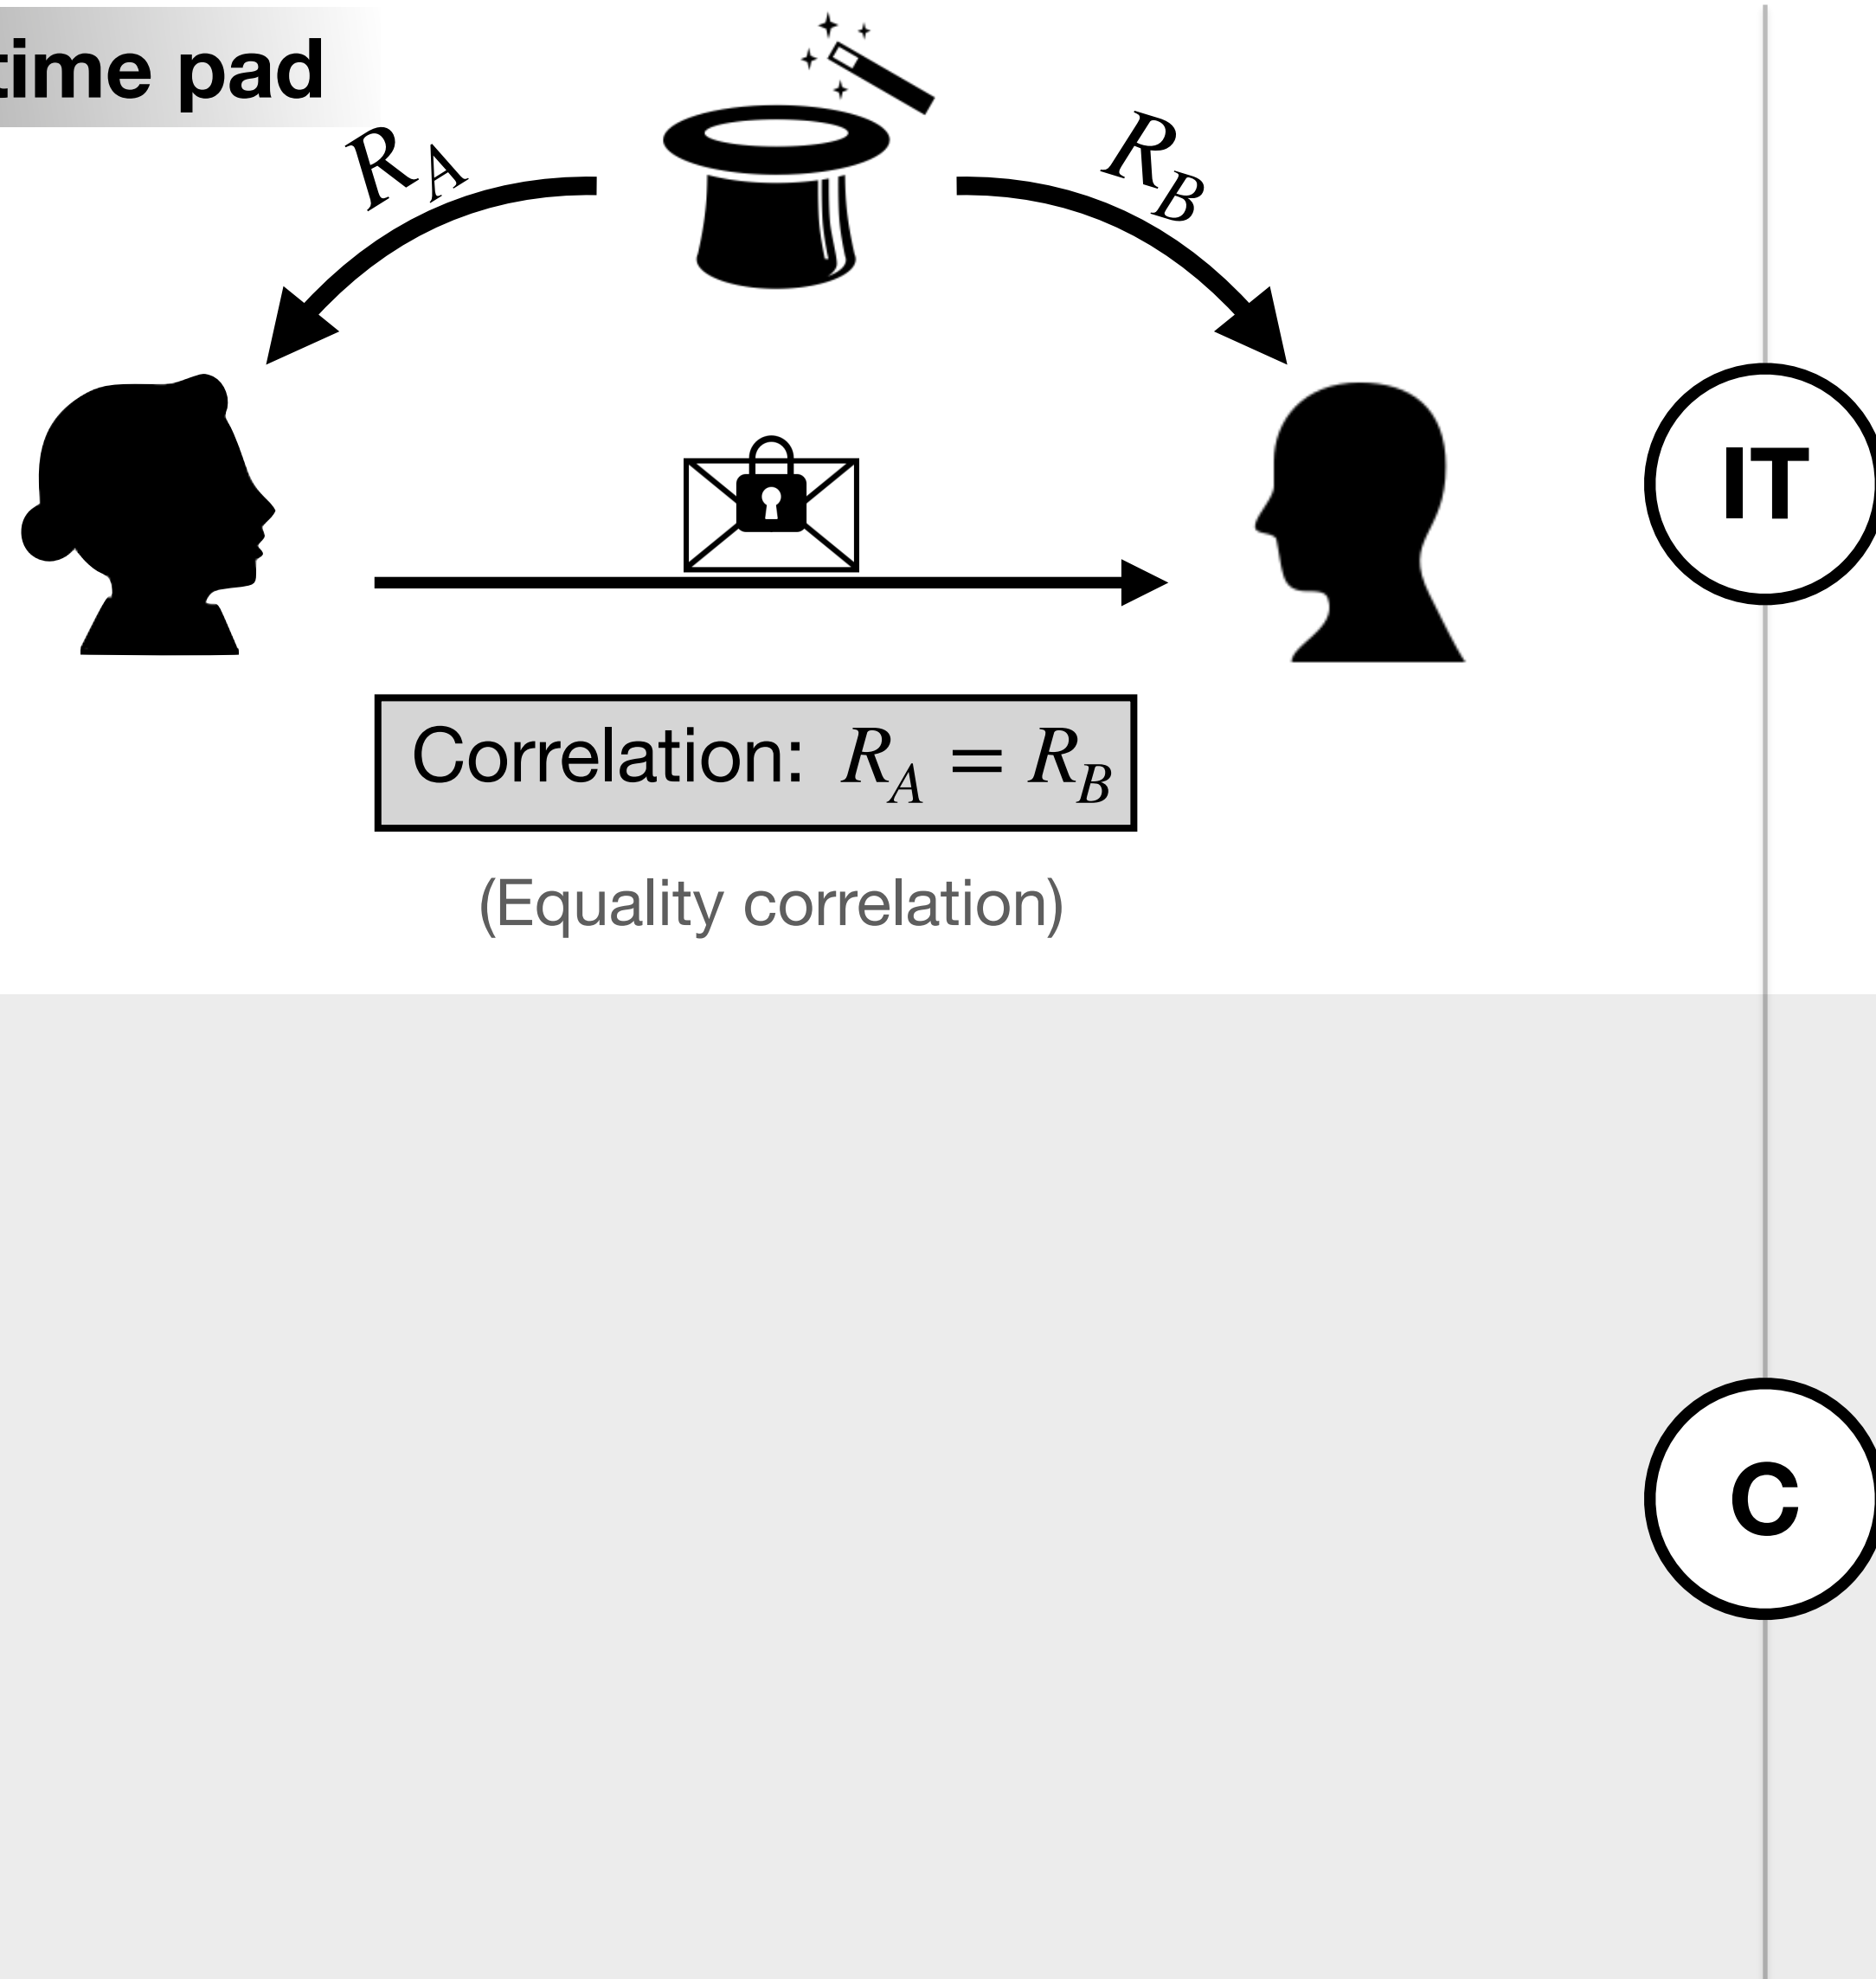 time pad
R_A
R_B
IT
Correlation: R_A = R_B
(Equality correlation)
C